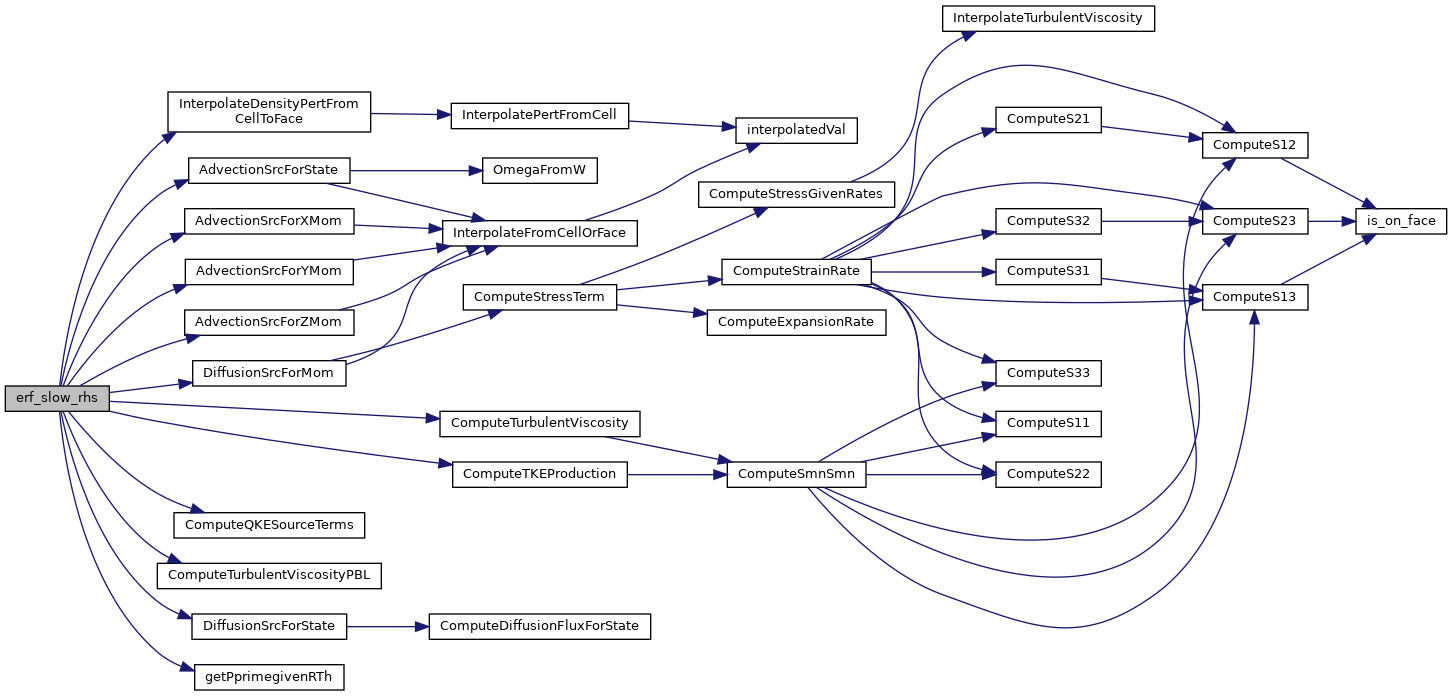 InterpolateTurbulentViscosity
InterpolateDensityPertFrom
CellToFace
InterpolatePertFromCell
ComputeS21
interpolatedVal
ComputeS12
AdvectionSrcForState
OmegaFromW
ComputeStressGivenRates
AdvectionSrcForXMom
InterpolateFromCellOrFace
ComputeS32
ComputeS23
is_on_face
AdvectionSrcForYMom
ComputeStrainRate
ComputeS31
ComputeStressTerm
ComputeS13
AdvectionSrcForZMom
ComputeExpansionRate
DiffusionSrcForMom
ComputeS33
erf_slow_rhs
ComputeTurbulentViscosity
ComputeS11
ComputeTKEProduction
ComputeSmnSmn
ComputeS22
ComputeQKESourceTerms
ComputeTurbulentViscosityPBL
DiffusionSrcForState
ComputeDiffusionFluxForState
getPprimegivenRTh